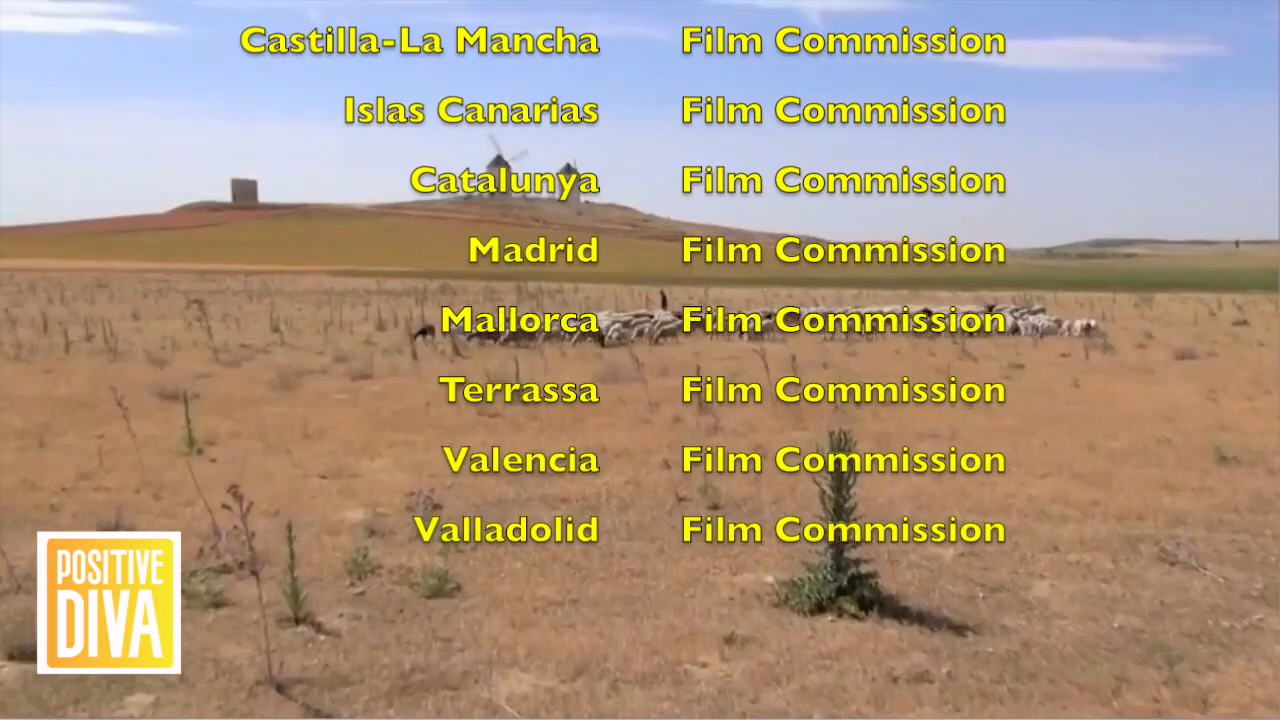 Castilla-La Mancha Film Commission
Islas Canarias Film Commission
Catalunya Film Commission
Madrid Film Commission
Mallorca Film Commission
Terrassa Film Commission
Valencia Film Commission
Valladolid Film Commission
POSITIVE
DIVA